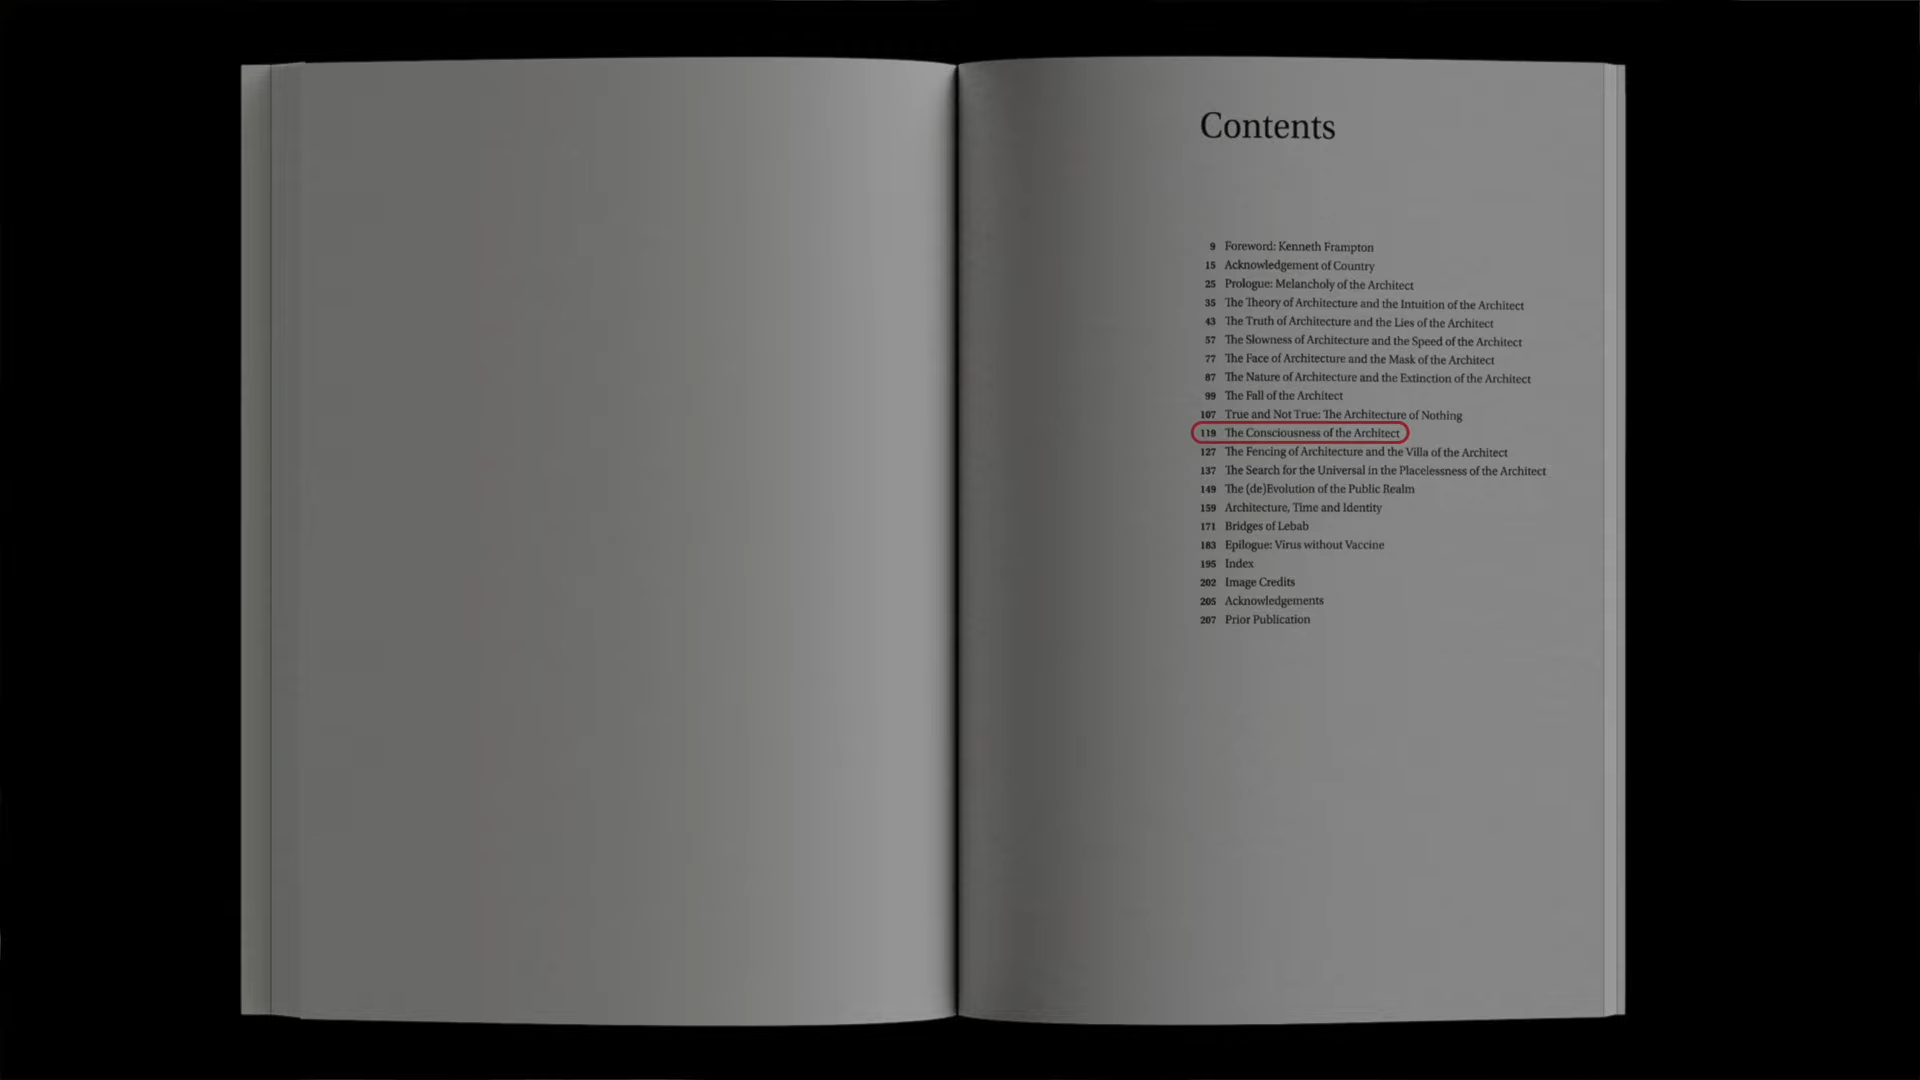 Contents
9 Foreword: Kenneth Frampton
15 Acknowledgement of Country
25 Prologue: Melancholy of the Architect
35 The Theory of Architecture and the Intuition of the Architect
43 The Truth of Architecture and the Lies of the Architect
57 The Slowness of Architecture and the Speed of the Architect
77 The Face of Architecture and the Mask of the Architect
87 The Nature of Architecture and the Extinction of the Architect
99 The Fall of the Architect
107 True and Not True: The Architecture of Nothing
119 The Consciousness of the Architect
127 The Fencing of Architecture and the Villa of the Architect
137 The Search for the Universal in the Placelessness of the Architect
149 The (de)Evolution of the Public Realm
159 Architecture, Time and Identity
171 Bridges of Lebab
183 Epilogue: Virus without Vaccine
195 Index
202 Image Credits
205 Acknowledgements
207 Prior Publication